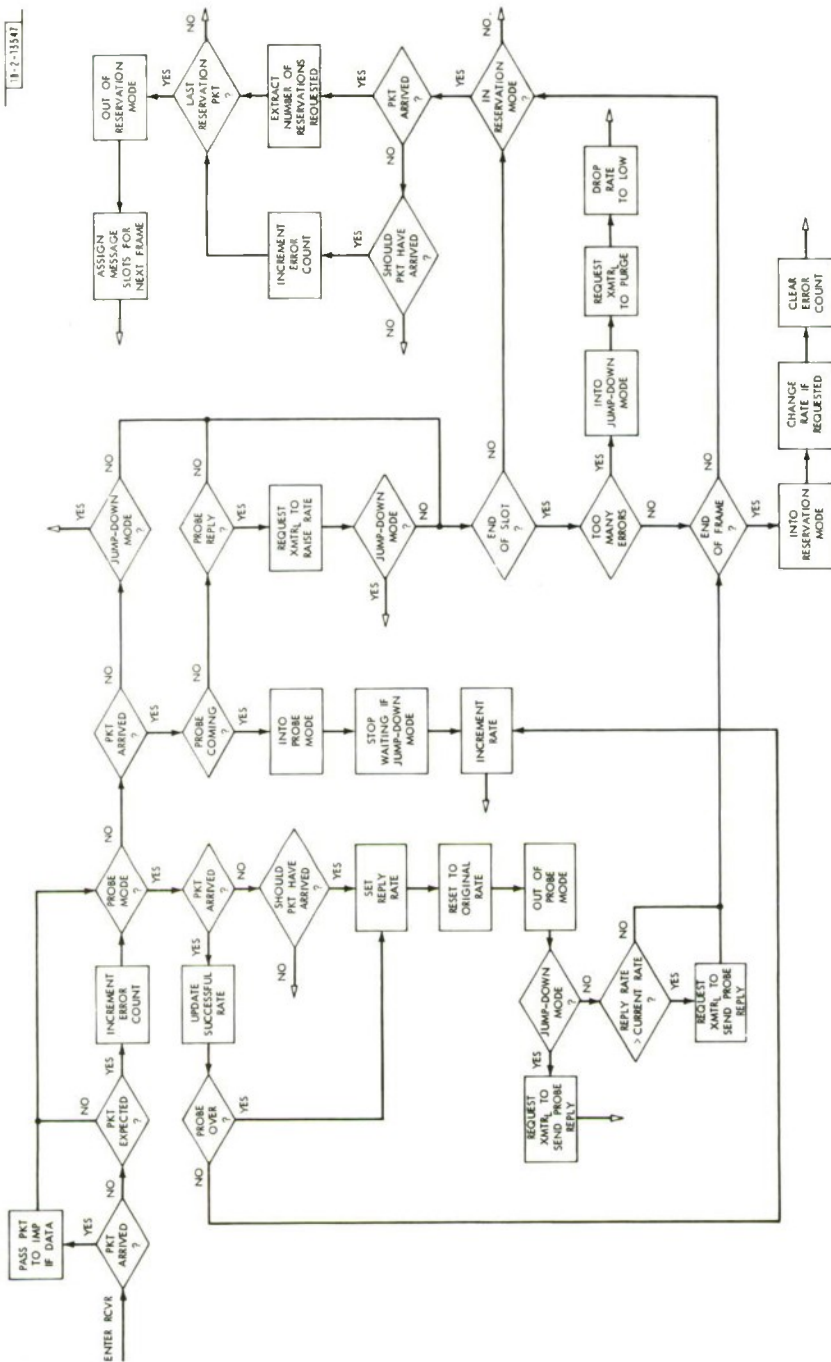 18-2-13547
ENTER RCVR
PKT
ARRIVED
?
YES
NO
PASS PKT
TO IMP
IF DATA
PKT
EXPECTED
?
NO
YES
INCREMENT
ERROR
COUNT
PROBE
MODE
?
NO
YES
PKT
ARRIVED
?
YES
NO
UPDATE
SUCCESSFUL
RATE
PROBE
OVER
?
YES
NO
SHOULD
PKT HAVE
ARRIVED
?
NO
YES
SET
REPLY
RATE
RESET TO
ORIGINAL
RATE
OUT OF
PROBE
MODE
JUMP-DOWN
MODE
?
YES
NO
REQUEST
XMTRL TO
SEND PROBE
REPLY
REPLY RATE
> CURRENT RATE
?
NO
YES
REQUEST
XMTRL TO
SEND PROBE
REPLY
PKT
ARRIVED
?
NO
YES
PROBE
COMING
?
NO
YES
INTO
PROBE
MODE
STOP
WAITING IF
JUMP-DOWN
MODE
INCREMENT
RATE
JUMP-DOWN
MODE
?
YES
NO
PROBE
REPLY
?
NO
YES
REQUEST
XMTRL TO
RAISE RATE
JUMP-DOWN
MODE
?
YES
NO
END
OF SLOT
?
NO
YES
TOO
MANY
ERRORS
?
YES
NO
INTO
JUMP-DOWN
MODE
REQUEST
XMTRL
TO PURGE
DROP
RATE
TO LOW
END
OF FRAME
?
NO
YES
INTO
RESERVATION
MODE
CHANGE
RATE IF
REQUESTED
CLEAR
ERROR
COUNT
IN
RESERVATION
MODE
?
NO
YES
PKT
ARRIVED
?
NO
YES
SHOULD
PKT HAVE
ARRIVED
?
NO
YES
INCREMENT
ERROR
COUNT
EXTRACT
NUMBER OF
RESERVATIONS
REQUESTED
LAST
RESERVATION
PKT
?
NO
YES
OUT OF
RESERVATION
MODE
ASSIGN
MESSAGE
SLOTS FOR
NEXT FRAME